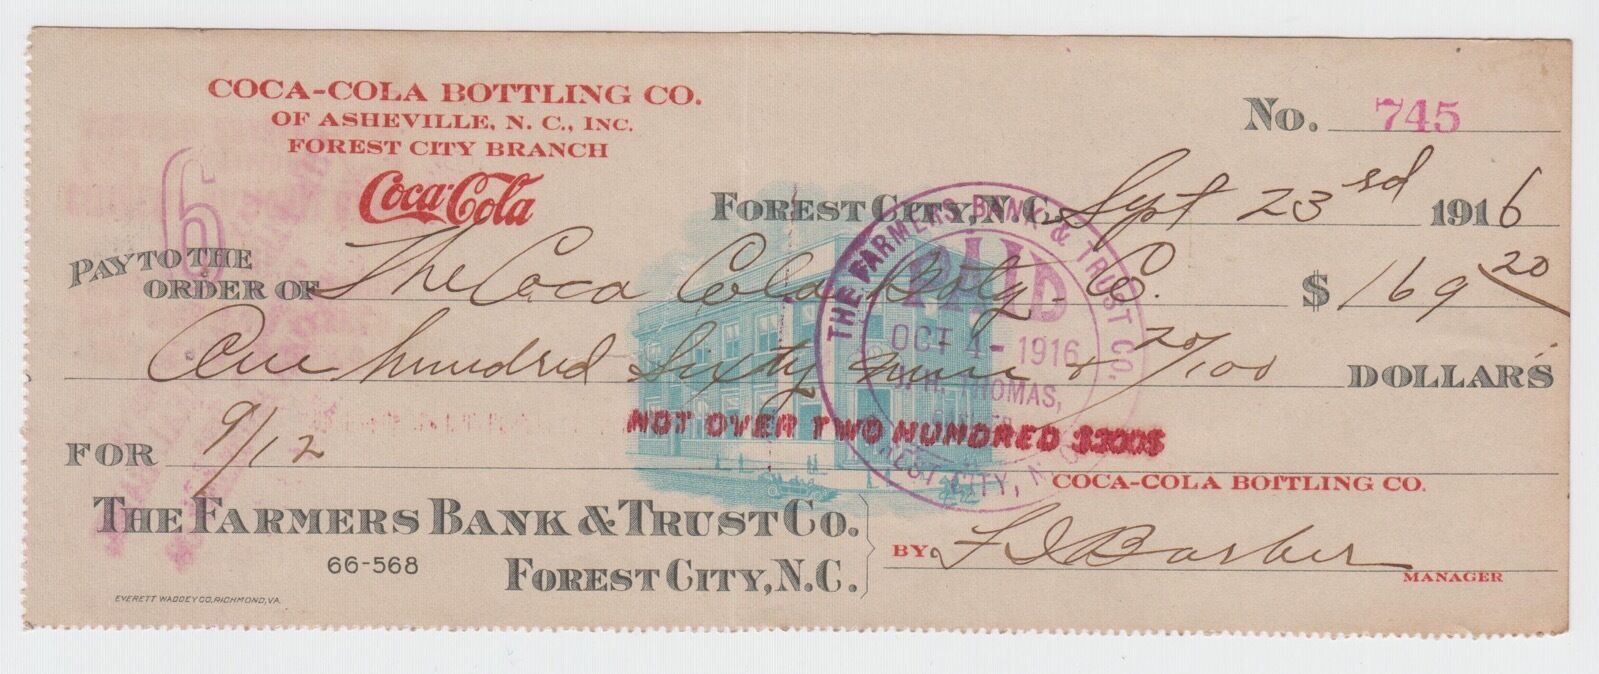 COCA-COLA BOTTLING CO.
OF ASHEVILLE, N. C., INC.
FOREST CITY BRANCH
Coca-Cola
6
No. 745
FOREST CITY, N.C. Sept 23rd 1916
PAY TO THE ORDER OF The Coca Cola Botg. Co. $169 20
One hundred Sixty nine & 20/100 DOLLARS
THE FARMERS BANK & TRUST CO.
PAID
OCT 4 - 1916
THOMAS,
FOREST CITY, N.C.
NOT OVER TWO HUNDRED $200$
FOR 9/12
COCA-COLA BOTTLING CO.
THE FARMERS BANK & TRUST CO.
66-568
FOREST CITY, N.C.
BY Barber
MANAGER
EVERETT WADDEY CO. RICHMOND, VA.